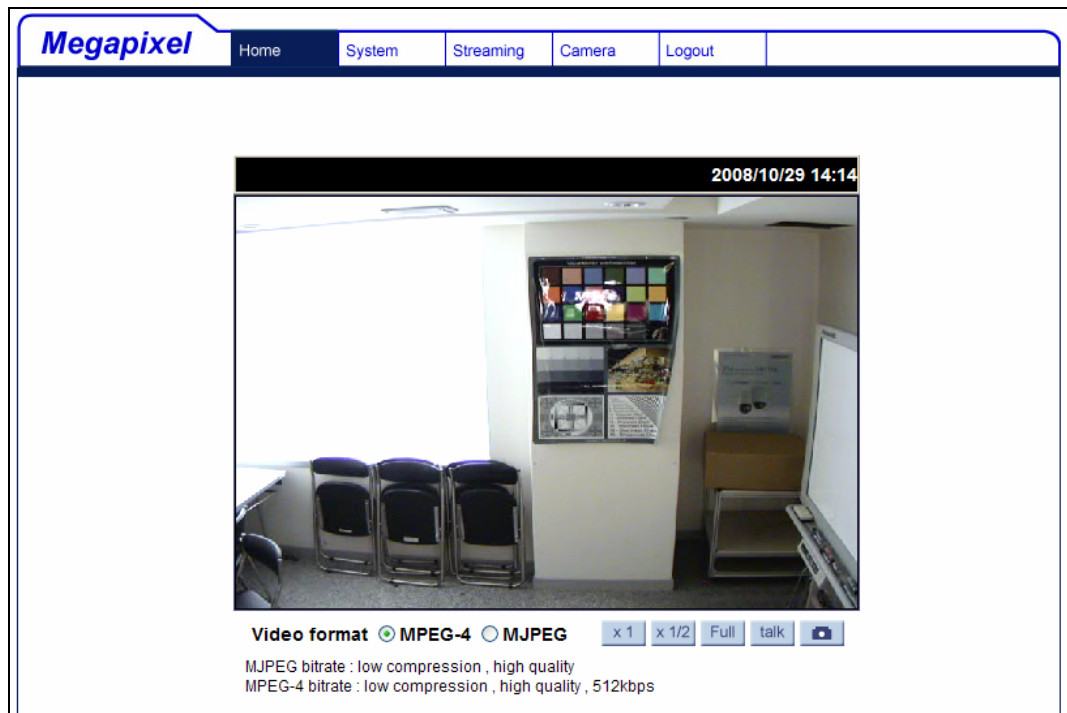 Megapixel
Home System Streaming Camera Logout
2008/10/29 14:14
Video format MPEG-4 MJPEG x 1 x 1/2 Full talk
MJPEG bitrate : low compression , high quality
MPEG-4 bitrate : low compression , high quality , 512kbps